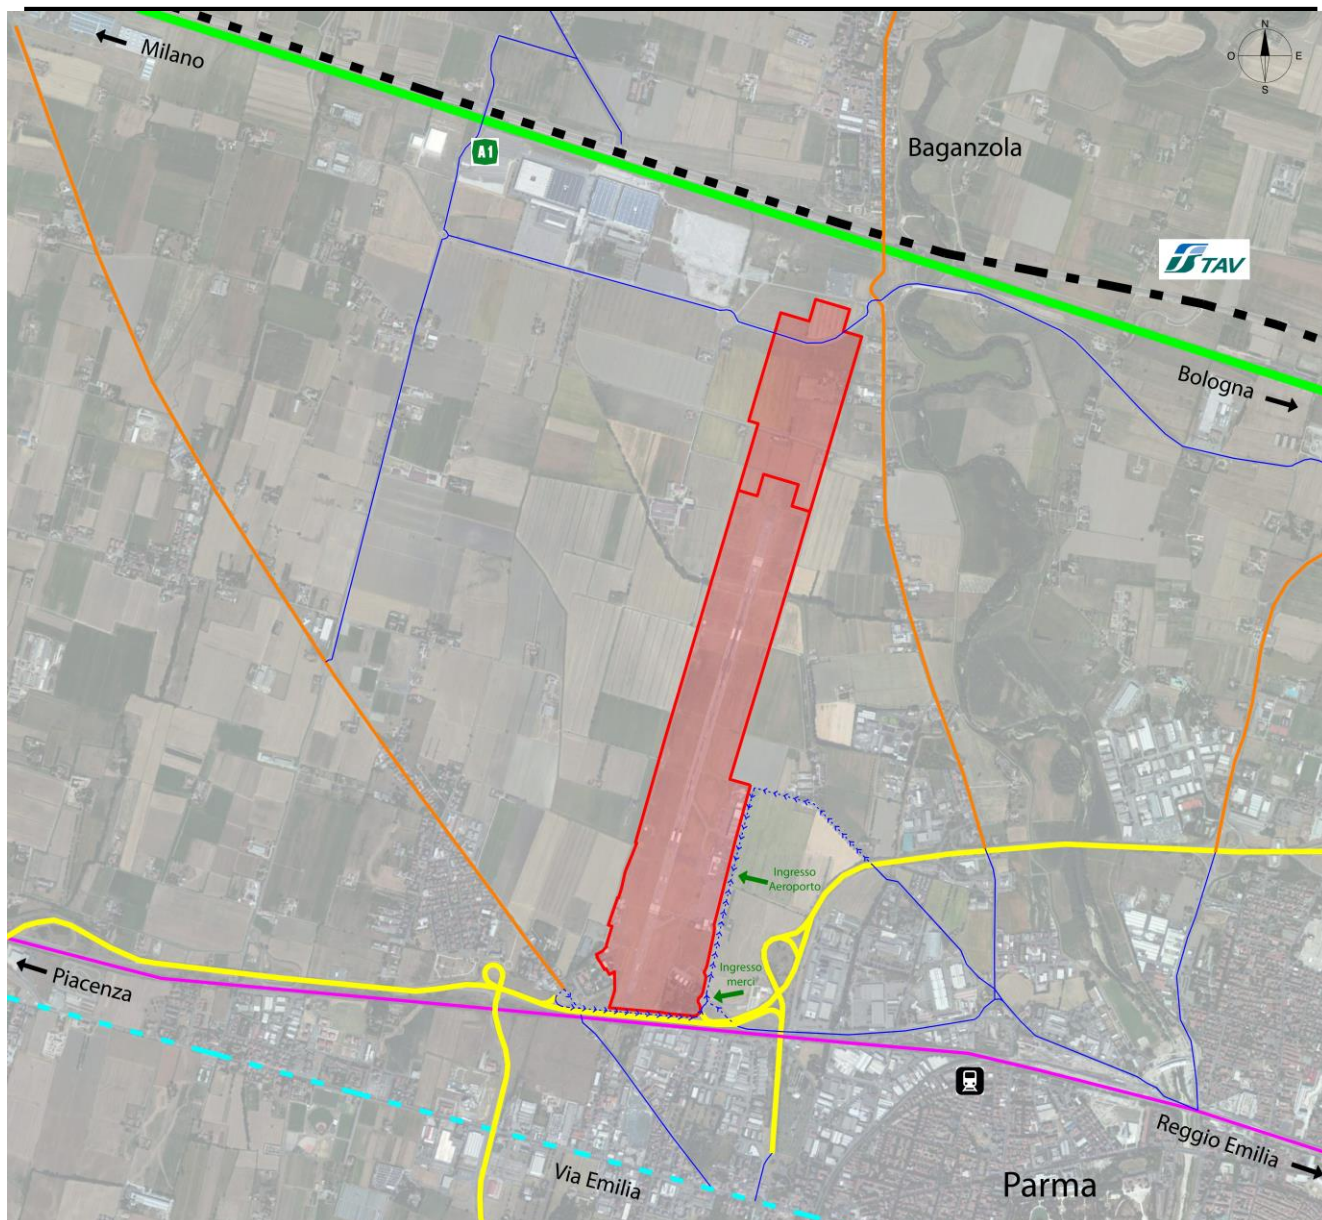 N
O
E
S
Milano
A1
Baganzola
TAV
Bologna
Ingresso
Aeroporto
Ingresso
merci
Piacenza
Via Emilia
Reggio Emilia
Parma